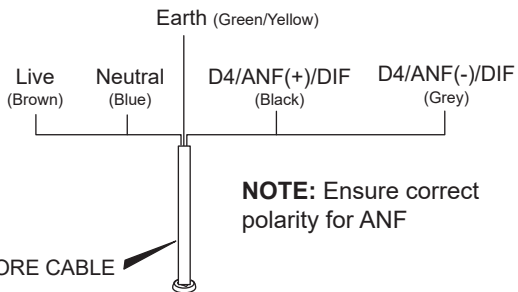 Earth (Green/Yellow)
Live
(Brown)
Neutral
(Blue)
D4/ANF(+)/DIF
(Black)
D4/ANF(-)/DIF
(Grey)
NOTE: Ensure correct
polarity for ANF
ORE CABLE